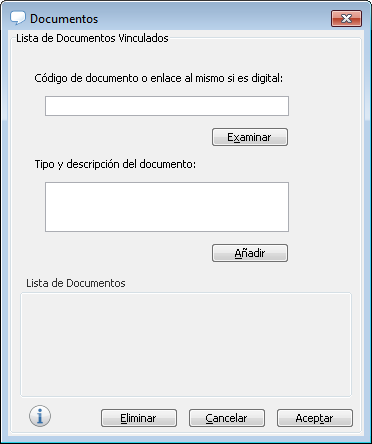 Documentos
Lista de Documentos Vinculados
Código de documento o enlace al mismo si es digital:
Examinar
Tipo y descripción del documento:
Añadir
Lista de Documentos
Eliminar Cancelar Aceptar